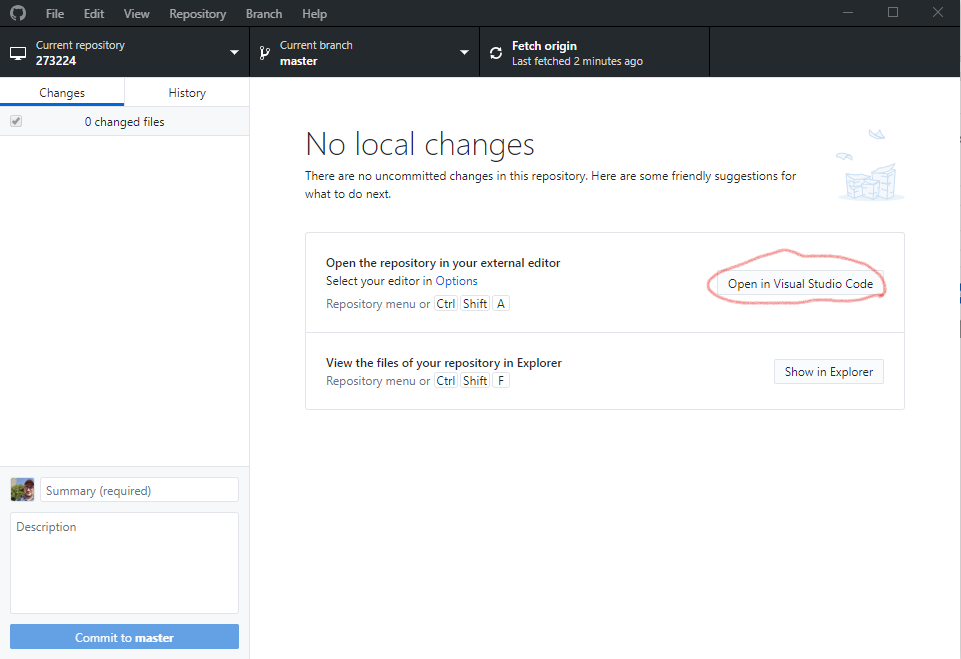 File Edit View Repository Branch Help
Current repository
273224
Current branch
master
Fetch origin
Last fetched 2 minutes ago
Changes History
0 changed files
No local changes
There are no uncommitted changes in this repository. Here are some friendly suggestions for
what to do next.
Open the repository in your external editor
Select your editor in Options
Repository menu or Ctrl Shift A
Open in Visual Studio Code
View the files of your repository in Explorer
Repository menu or Ctrl Shift F
Show in Explorer
Summary (required)
Description
Commit to master